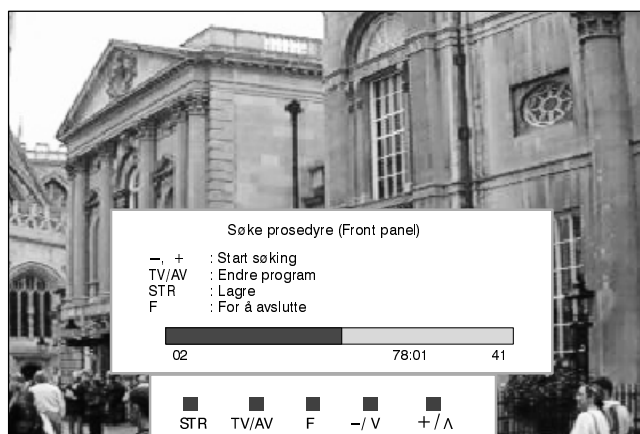 Søke prosedyre (Front panel)
–, + : Start søking
TV/AV : Endre program
STR : Lagre
F : For å avslutte
02 78:01 41
STR TV/AV F –/V +/Λ